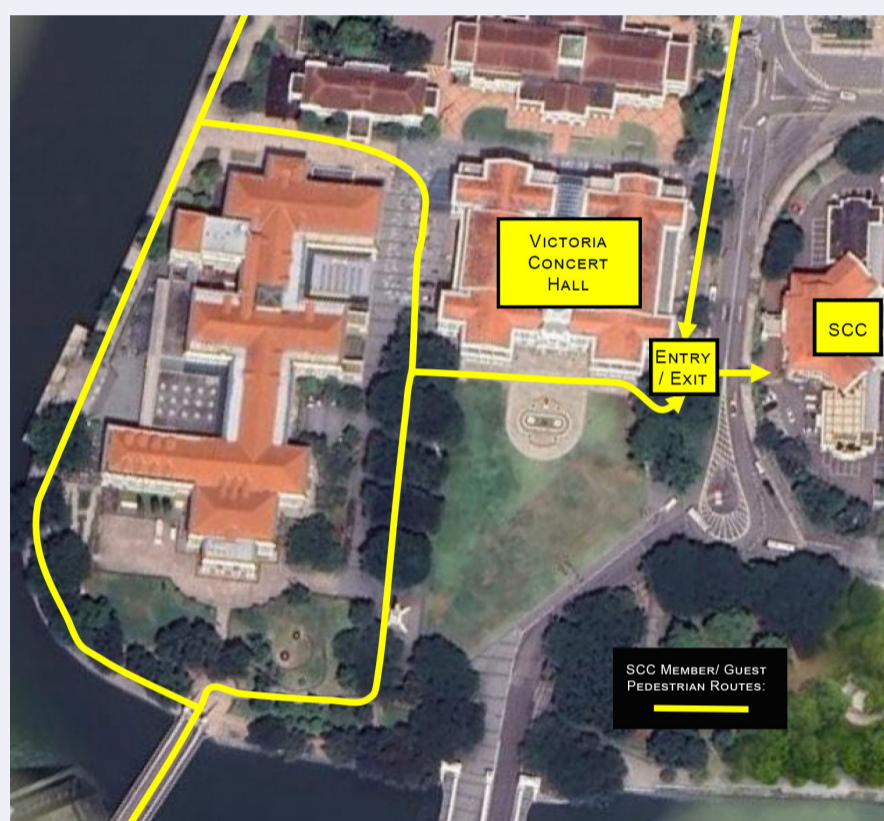 VICTORIA
CONCERT
HALL
SCC
ENTRY
/ EXIT
SCC MEMBER/ GUEST
PEDESTRIAN ROUTES: